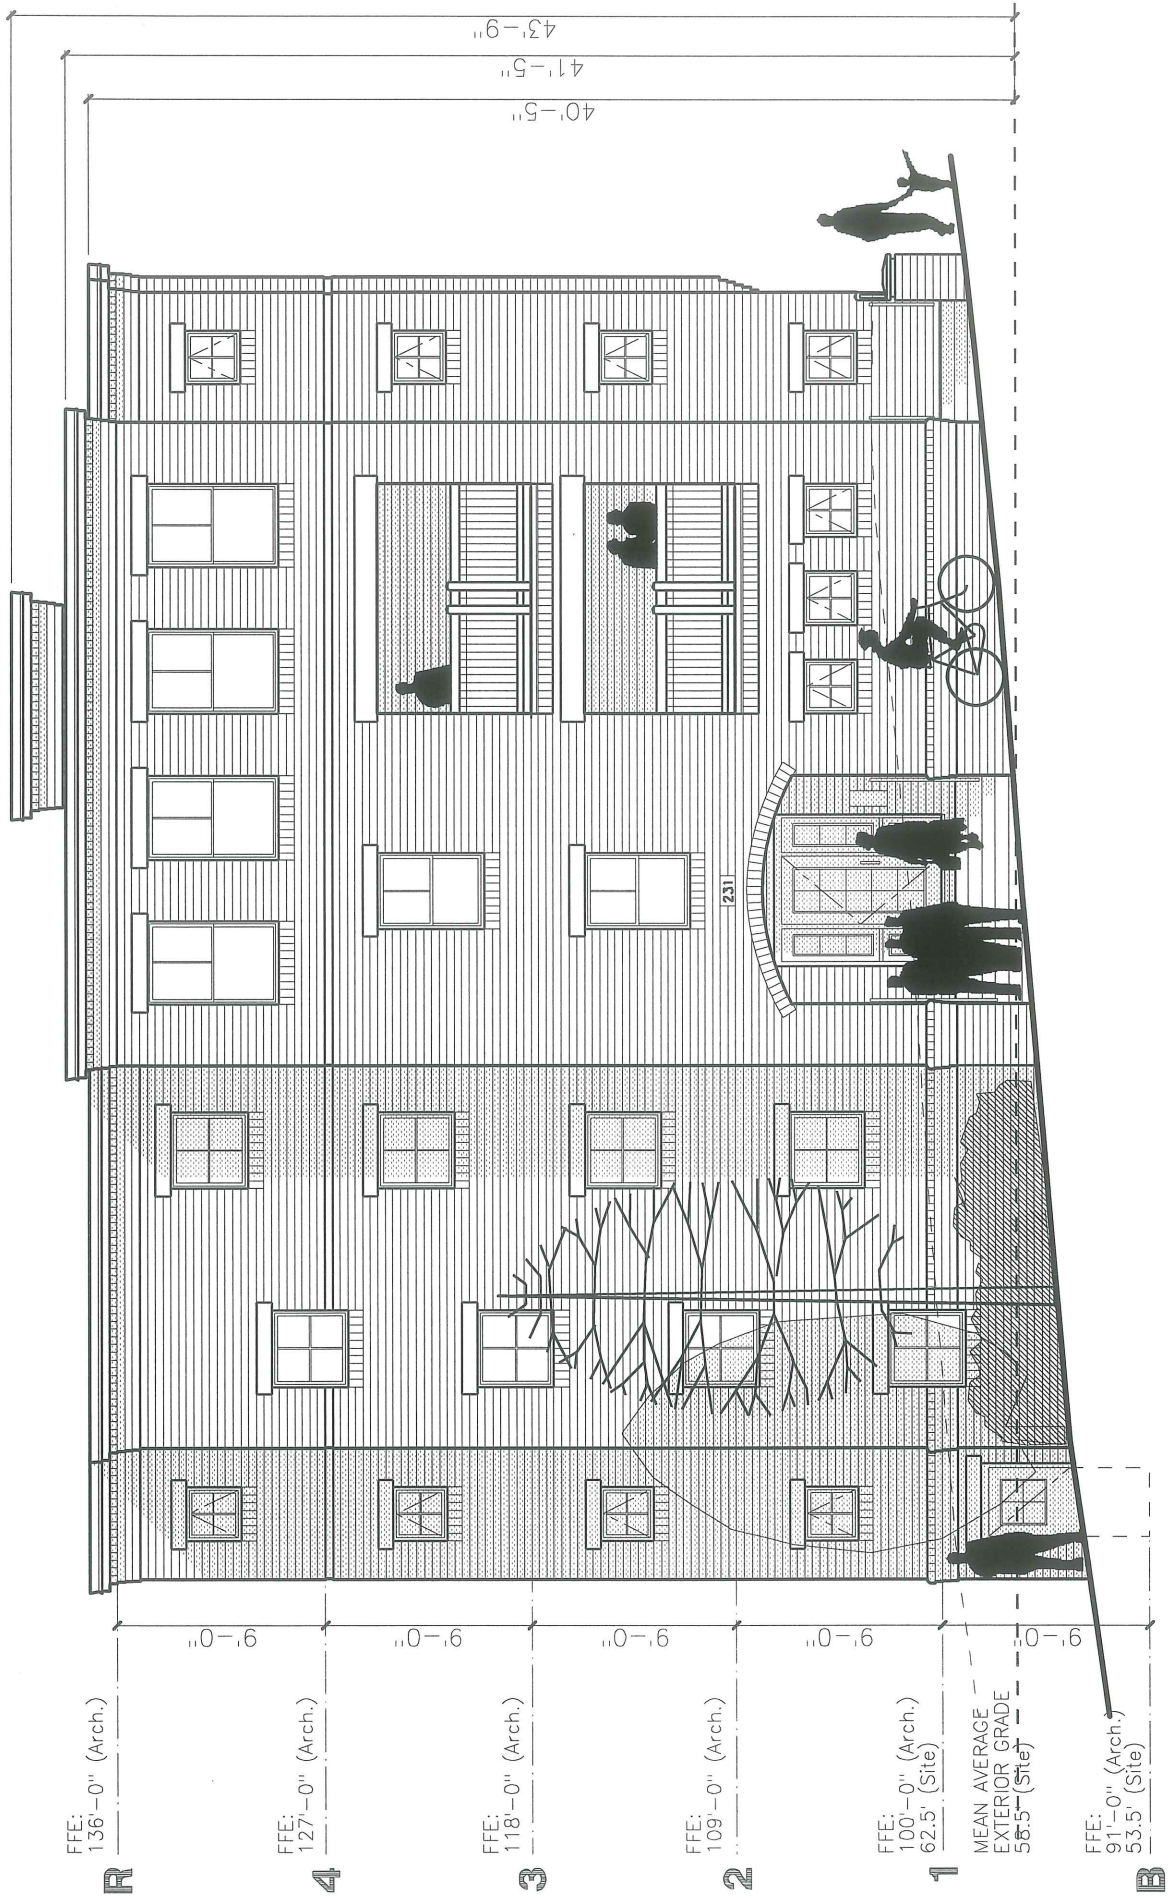 43'-9"
41'-5"
40'-5"
231
9'-0"
9'-0"
9'-0"
9'-0"
9'-0"
FFE:
136'-0" (Arch.)
R
FFE:
127'-0" (Arch.)
4
FFE:
118'-0" (Arch.)
3
FFE:
109'-0" (Arch.)
2
FFE:
100'-0" (Arch.)
62.5' (Site)
1
MEAN AVERAGE
EXTERIOR GRADE
58.5' (Site)
FFE:
91'-0" (Arch.)
53.5' (Site)
B